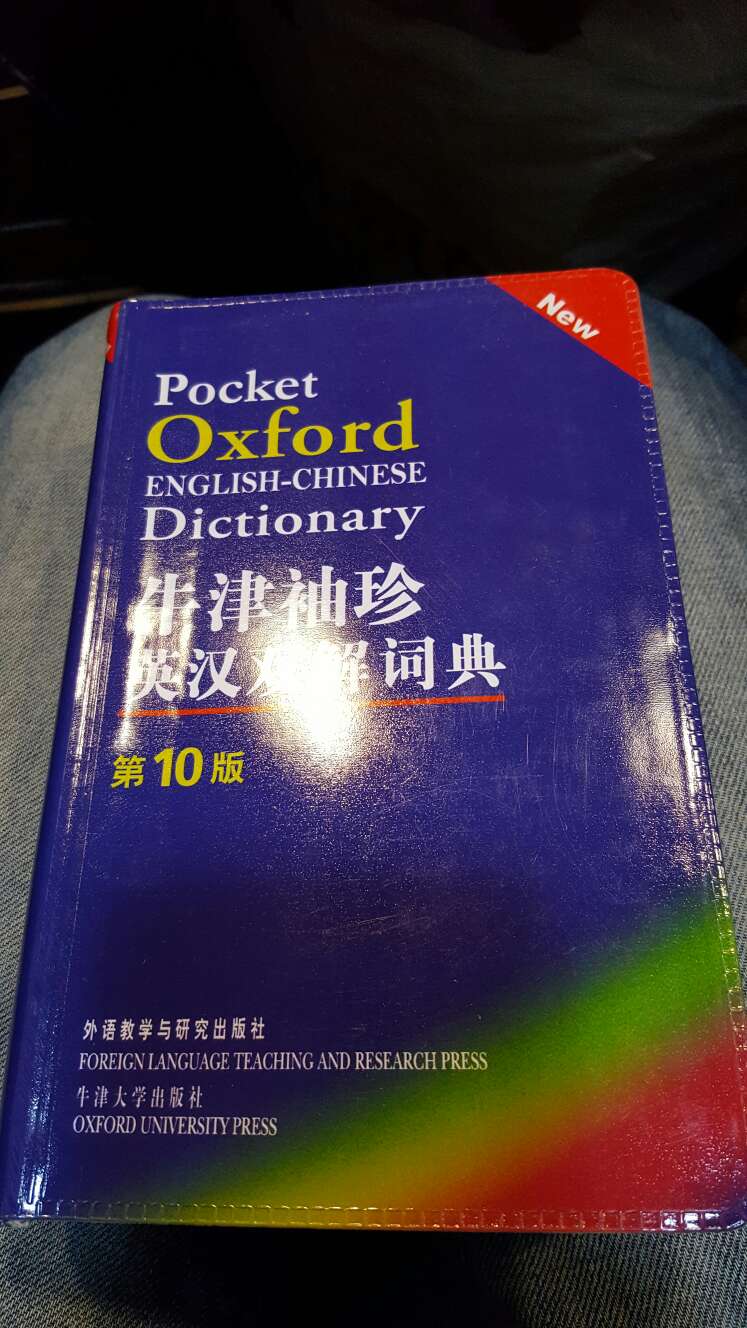 New
Pocket
Oxford
ENGLISH-CHINESE
Dictionary
牛津袖珍
英汉双解词典
第10版
外语教学与研究出版社
FOREIGN LANGUAGE TEACHING AND RESEARCH PRESS
牛津大学出版社
OXFORD UNIVERSITY PRESS